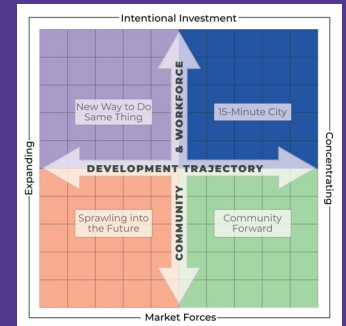 Intentional Investment
New Way to Do
Same Thing
15-Minute City
COMMUNITY & WORKFORCE
Expanding
DEVELOPMENT TRAJECTORY
Concentrating
Sprawling into
the Future
Community
Forward
Market Forces